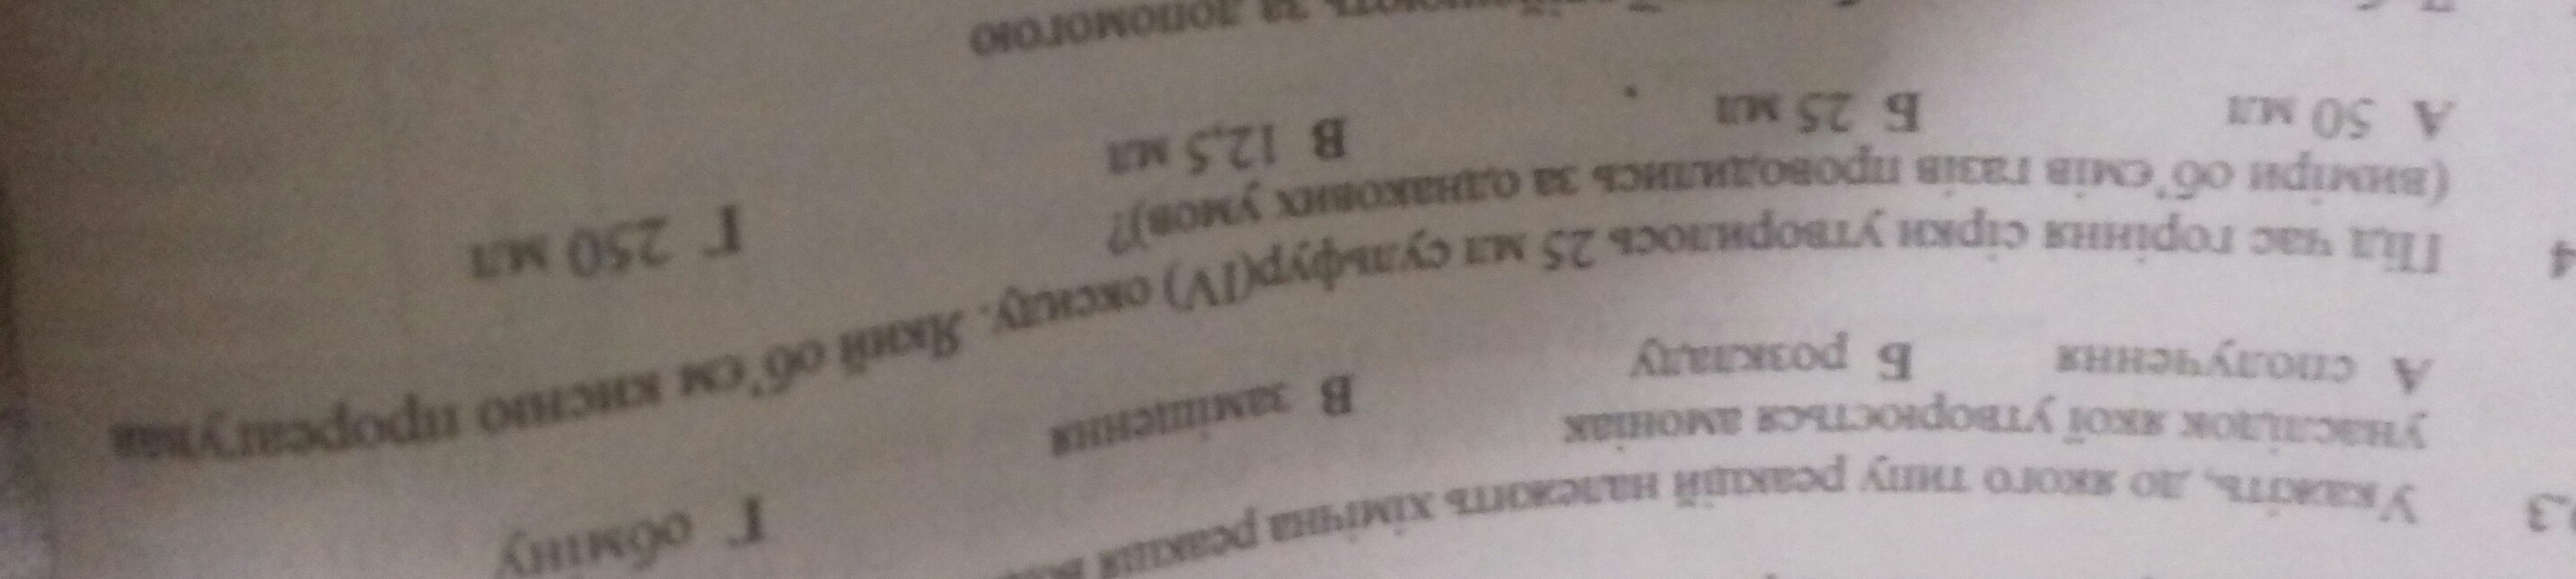 .3 Укажіть, до якого типу реакцій належить хімічна реакція
унаслідок якої утворюється амоніак
А сполучення Б розкладу В заміщення Г обміну
4 Під час горіння сірки утворилось 25 мл сульфур(IV) оксиду. Який об'єм кисню прореагував
(виміри об'ємів газів проводились за однакових умов)?
А 50 мл Б 25 мл В 12,5 мл Г 250 мл
за допомогою